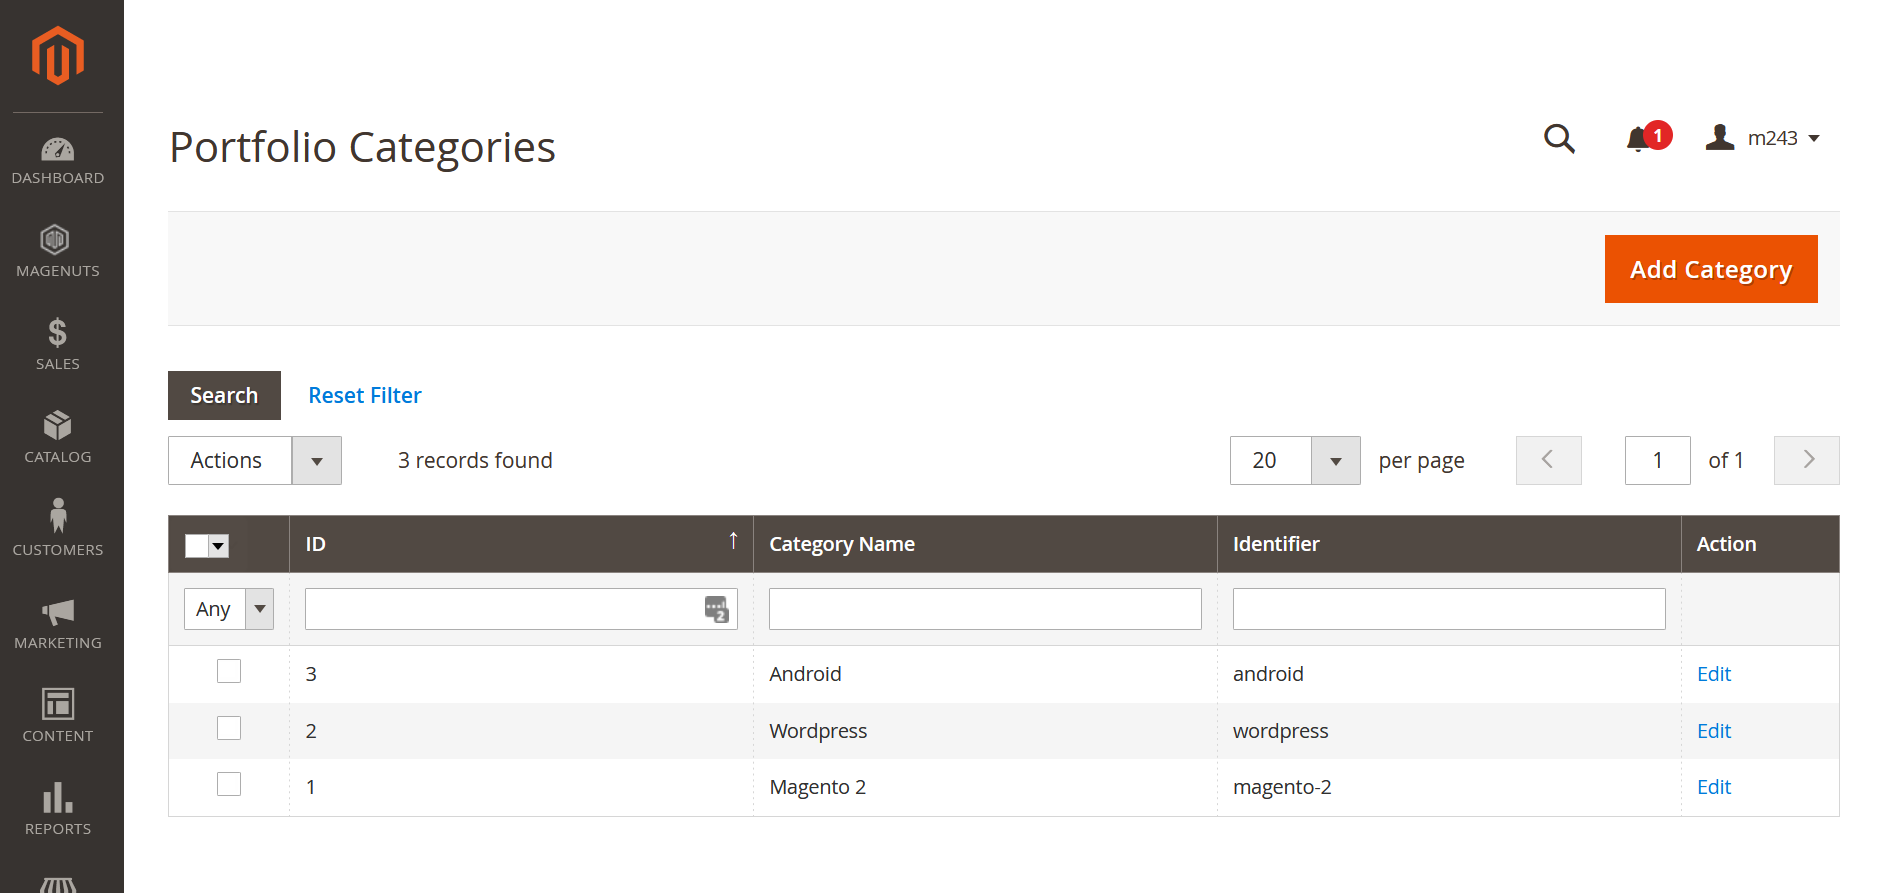 Portfolio Categories
1
m243
DASHBOARD
MAGENUTS
SALES
CATALOG
CUSTOMERS
MARKETING
CONTENT
REPORTS
Add Category
Search Reset Filter
Actions 3 records found 20 per page 1 of 1
ID Category Name Identifier Action
Any 2
3 Android android Edit
2 Wordpress wordpress Edit
1 Magento 2 magento-2 Edit